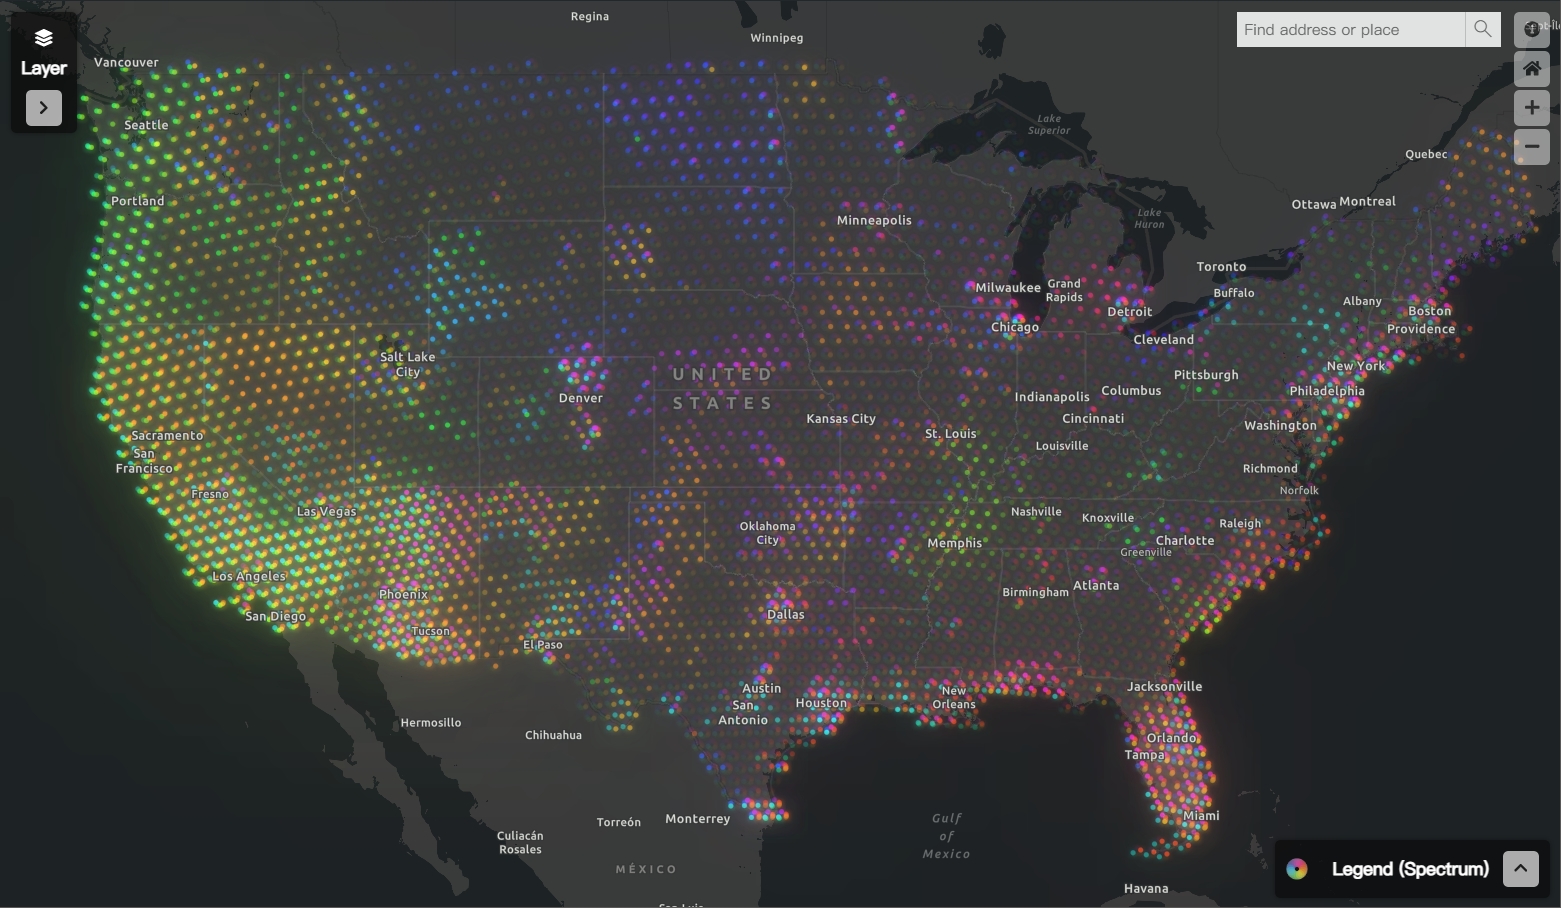 Regina
Winnipeg
Find address or place
Layer
Vancouver
Seattle
Lake
Superior
Quebec
Portland
Ottawa
Montreal
Minneapolis
Lake
Huron
Toronto
Buffalo
Milwaukee
Grand
Rapids
Albany
Boston
Providence
Detroit
Chicago
Cleveland
Salt Lake
City
New York
UNITED
STATES
Pittsburgh
Denver
Indianapolis
Columbus
Philadelphia
Kansas City
Cincinnati
Washington
Sacramento
St. Louis
Louisville
San
Francisco
Richmond
Fresno
Norfolk
Las Vegas
Nashville
Knoxville
Raleigh
Oklahoma
City
Memphis
Charlotte
Greenville
Los Angeles
Phoenix
Birmingham
Atlanta
San Diego
Dallas
Tucson
El Paso
Austin
New
Orleans
Jacksonville
San
Antonio
Houston
Hermosillo
Chihuahua
Orlando
Tampa
Torreón
Monterrey
Miami
Gulf
of
Mexico
Culiacán
Rosales
MÉXICO
Legend (Spectrum)
Havana